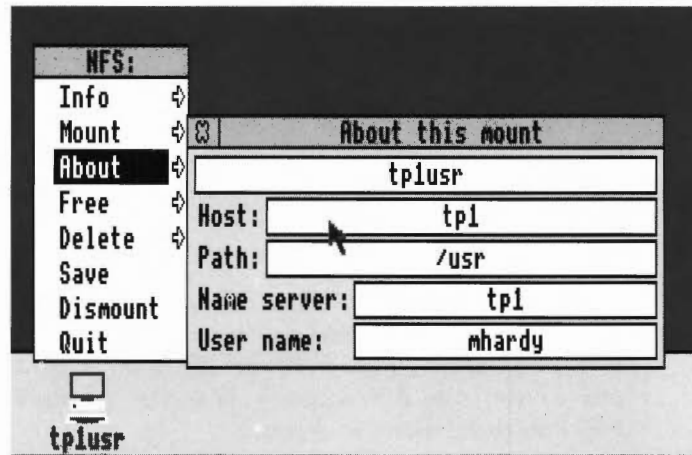 NFS:
Info
Mount
About
Free
Delete
Save
Dismount
Quit
About this mount
tp1usr
Host: tp1
Path: /usr
Name server: tp1
User name: mhardy
tp1usr